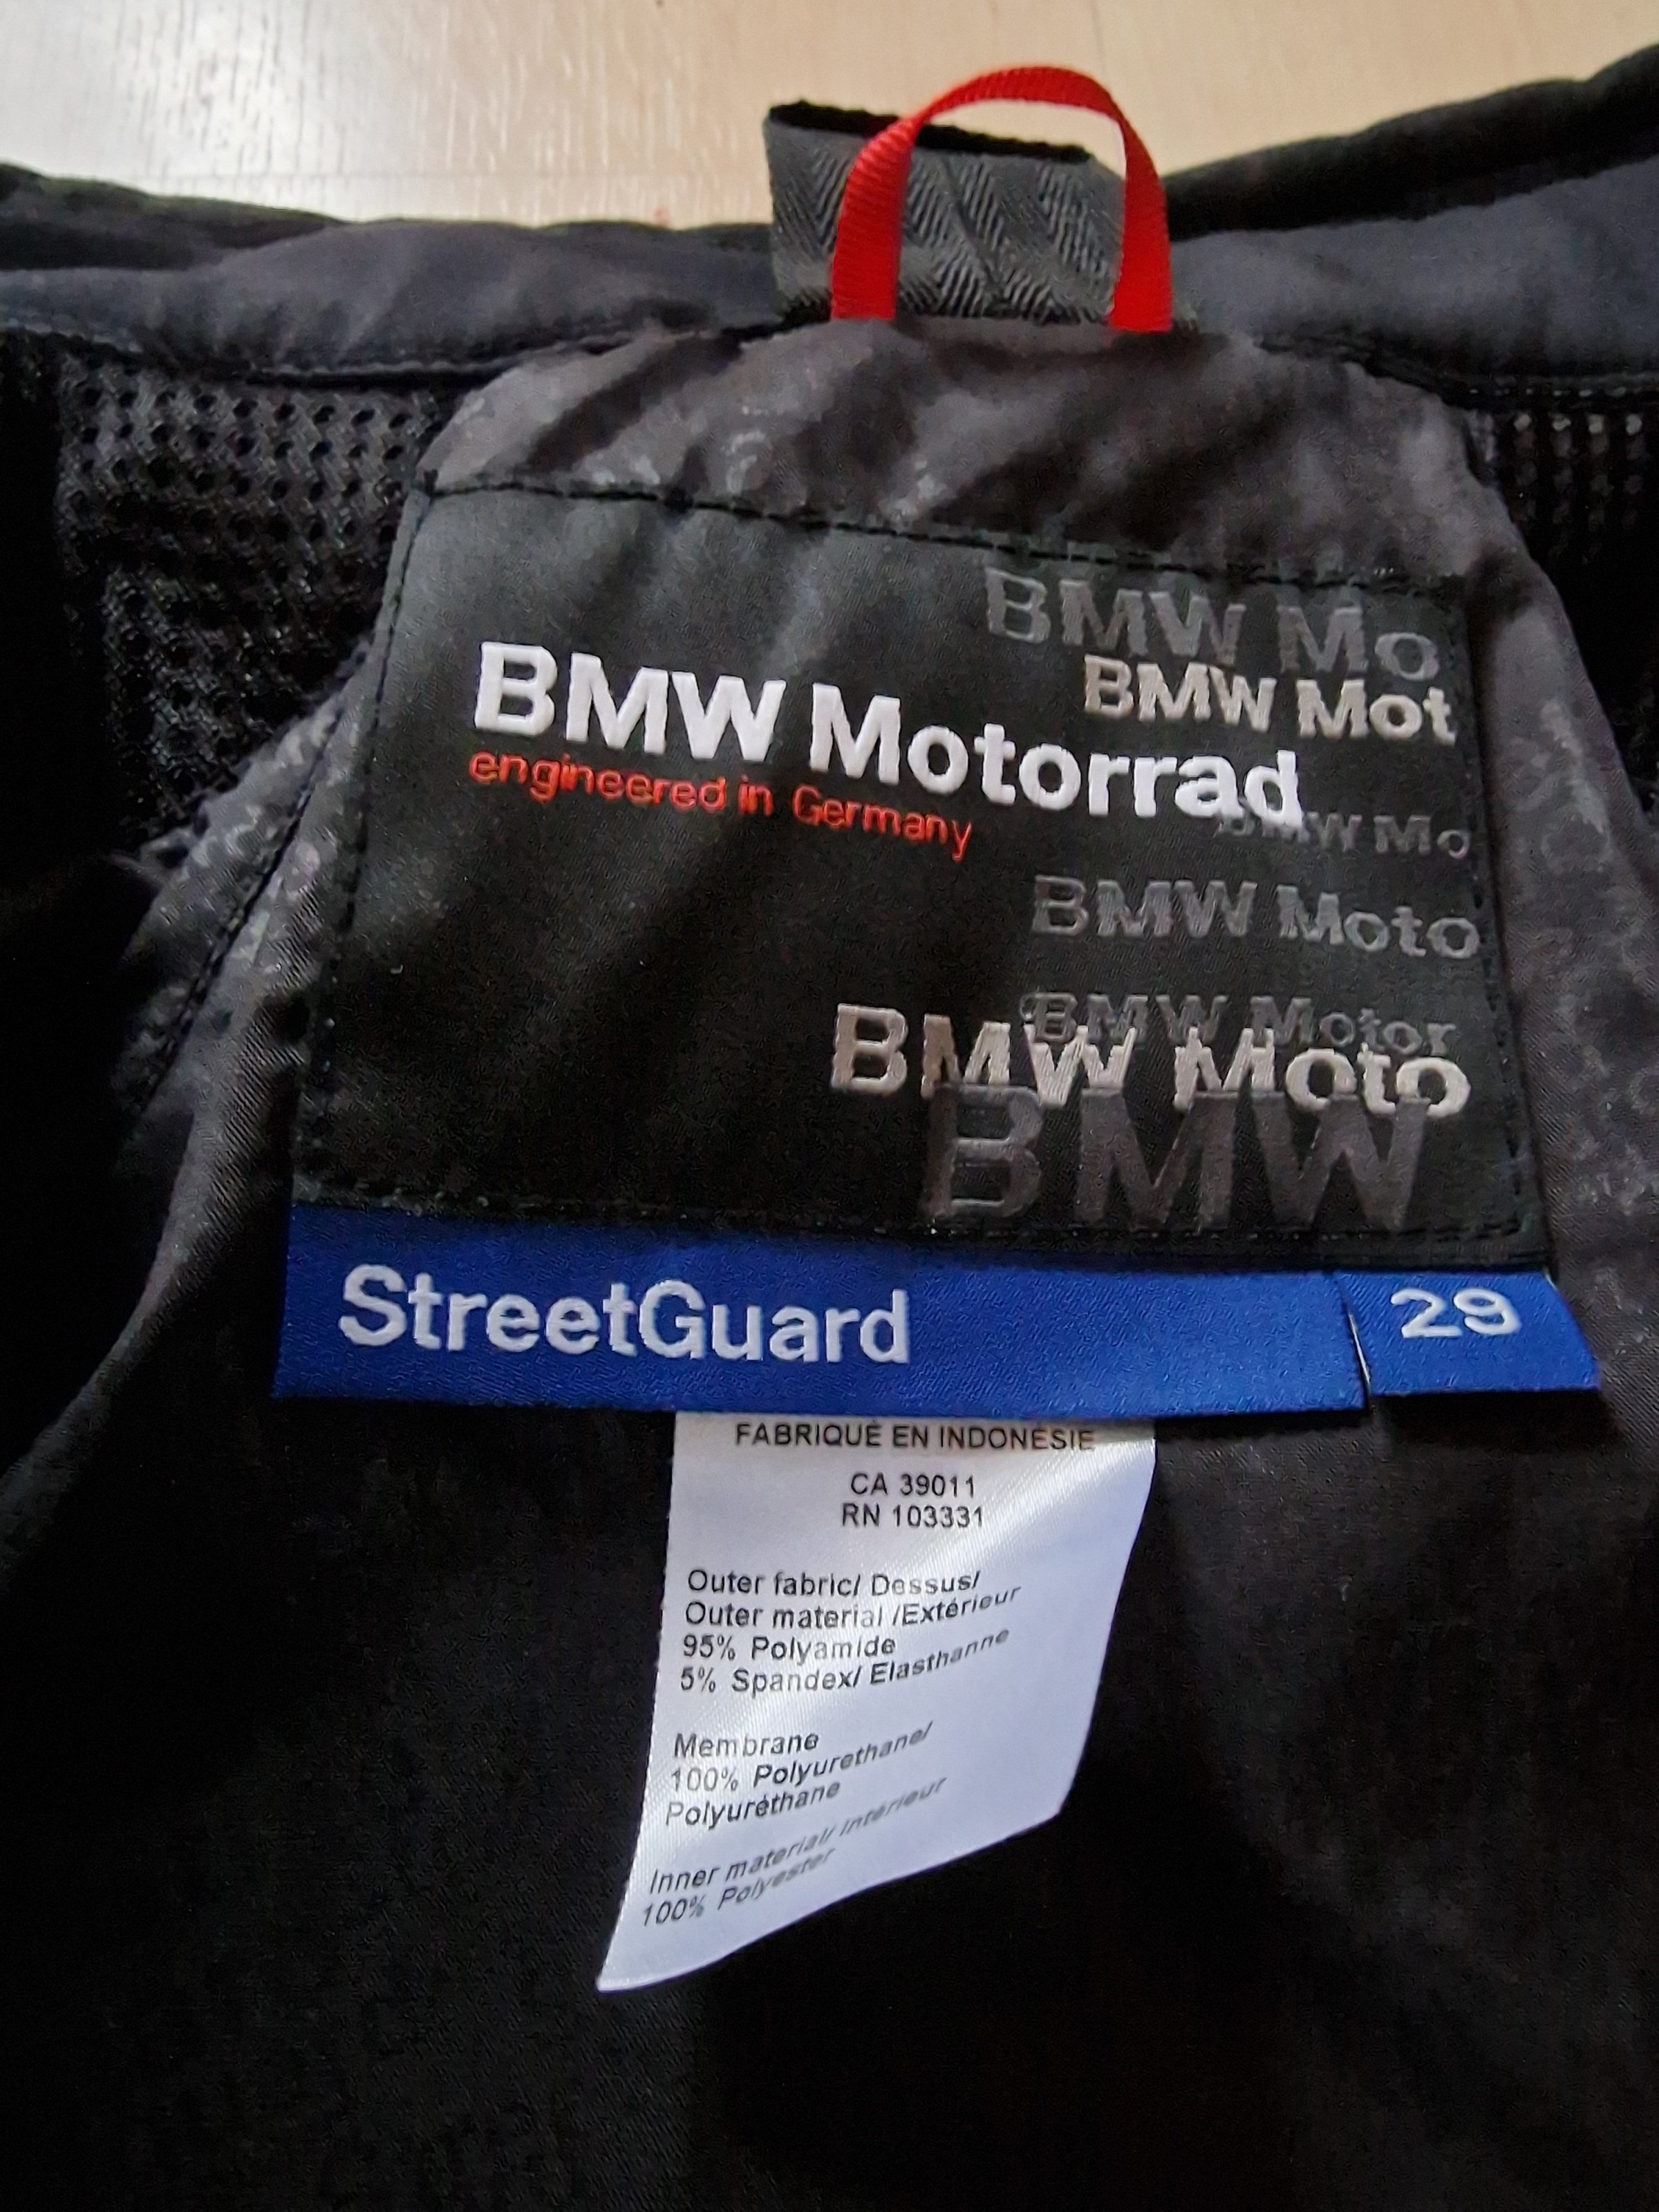 BMW Mo
BMW Mot
BMW Motorrad
engineered in Germany
BMW Mo
BMW Moto
BMW Motor
BMW Moto
BMW
StreetGuard
29
FABRIQUÉ EN INDONÉSIE
CA 39011
RN 103331
Outer fabric/ Dessus/
Outer material /Extérieur
95% Polyamide
5% Spandex/ Elasthanne
Membrane
100% Polyurethane/
Polyuréthane
Inner material/ Intérieur
100% Polyester